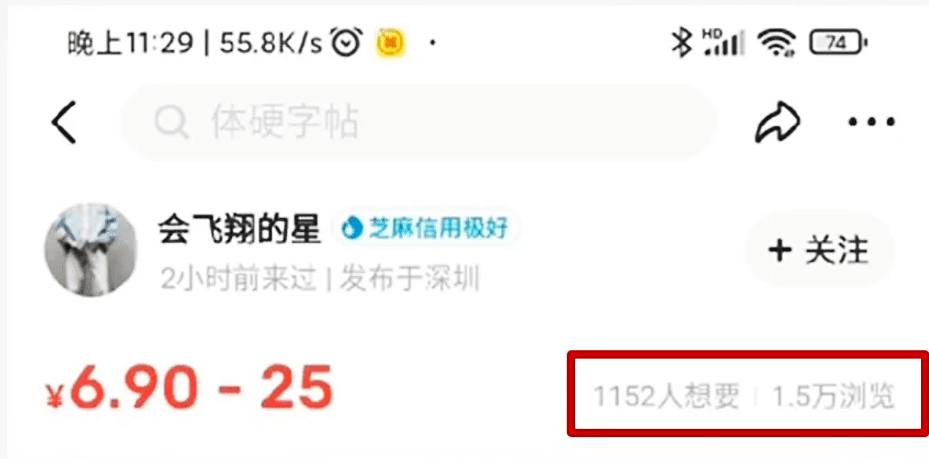 晚上11:29 | 55.8K/s
HD 74
体硬字帖
会飞翔的星 芝麻信用极好
2小时前来过 | 发布于深圳
+ 关注
¥6.90 - 25
1152人想要 | 1.5万浏览